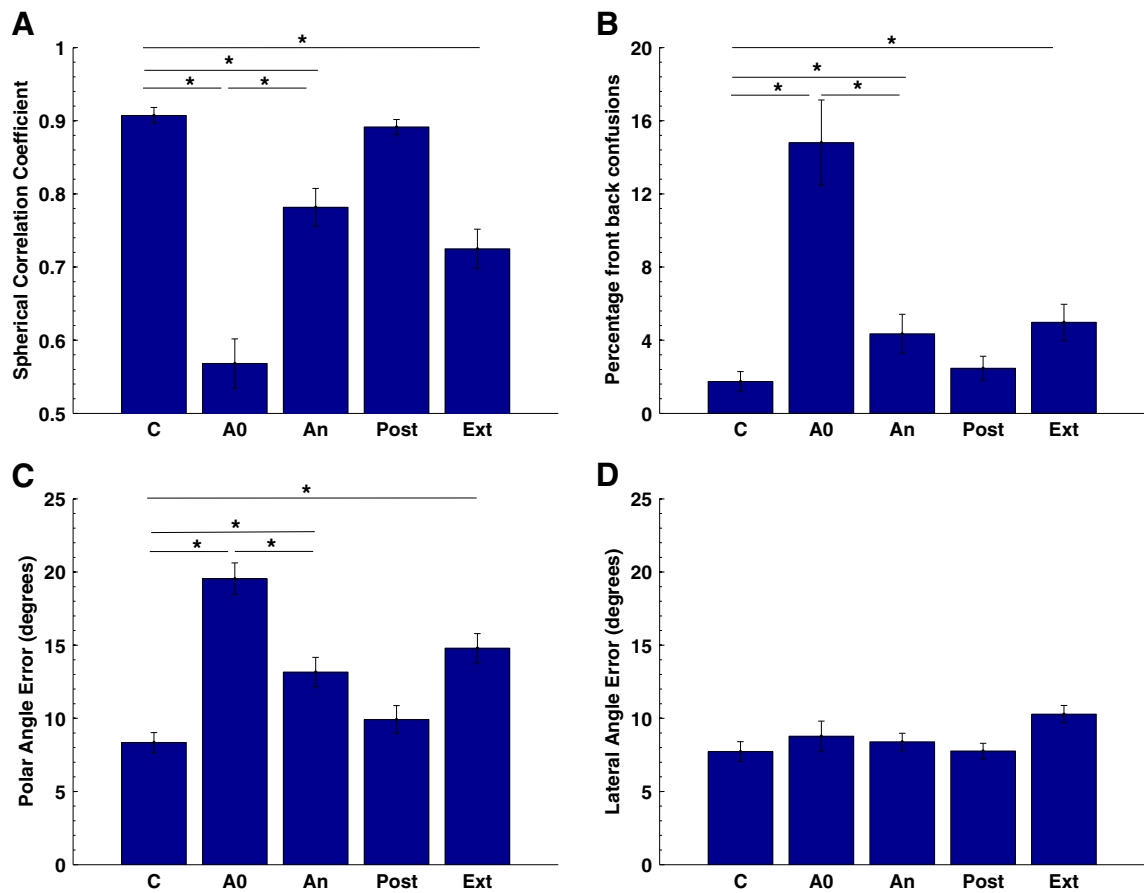 A
Spherical Correlation Coefficient
1
0.9
0.8
0.7
0.6
0.5
* 
* 
* *
C A0 An Post Ext
B
Percentage front back confusions
20
16
12
8
4
0
*
*
* *
C A0 An Post Ext
C
Polar Angle Error (degrees)
25
20
15
10
5
0
*
*
* *
C A0 An Post Ext
D
Lateral Angle Error (degrees)
25
20
15
10
5
0
C A0 An Post Ext